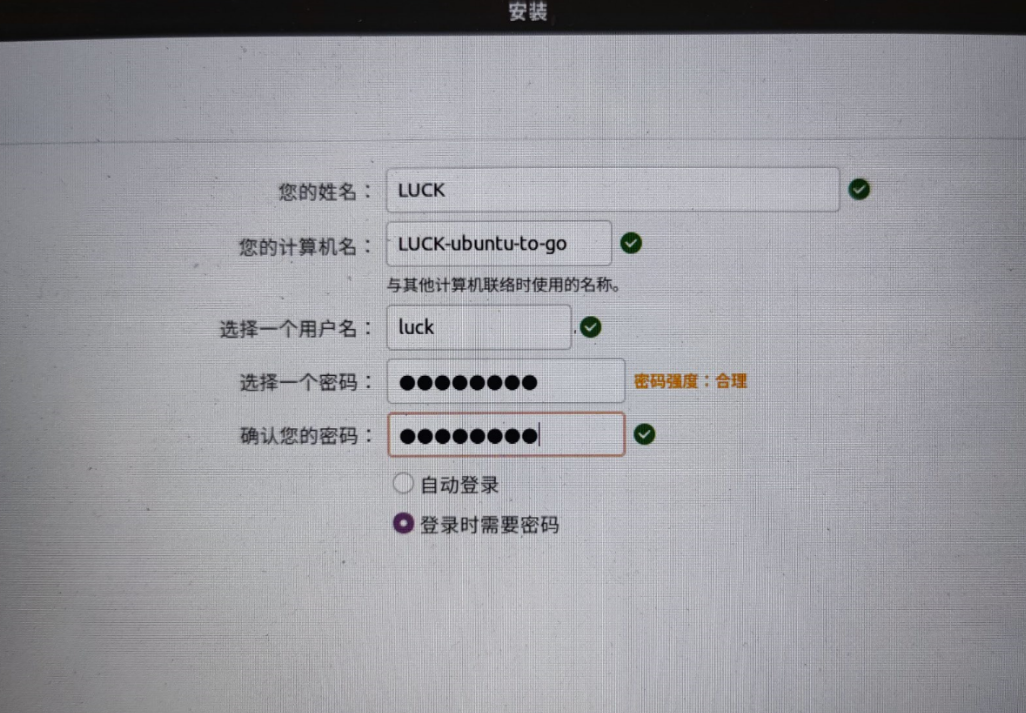 安装
您的姓名： LUCK
您的计算机名： LUCK-ubuntu-to-go
与其他计算机联络时使用的名称。
选择一个用户名： luck
选择一个密码： ●●●●●●●● 密码强度：合理
确认您的密码： ●●●●●●●●
自动登录
登录时需要密码